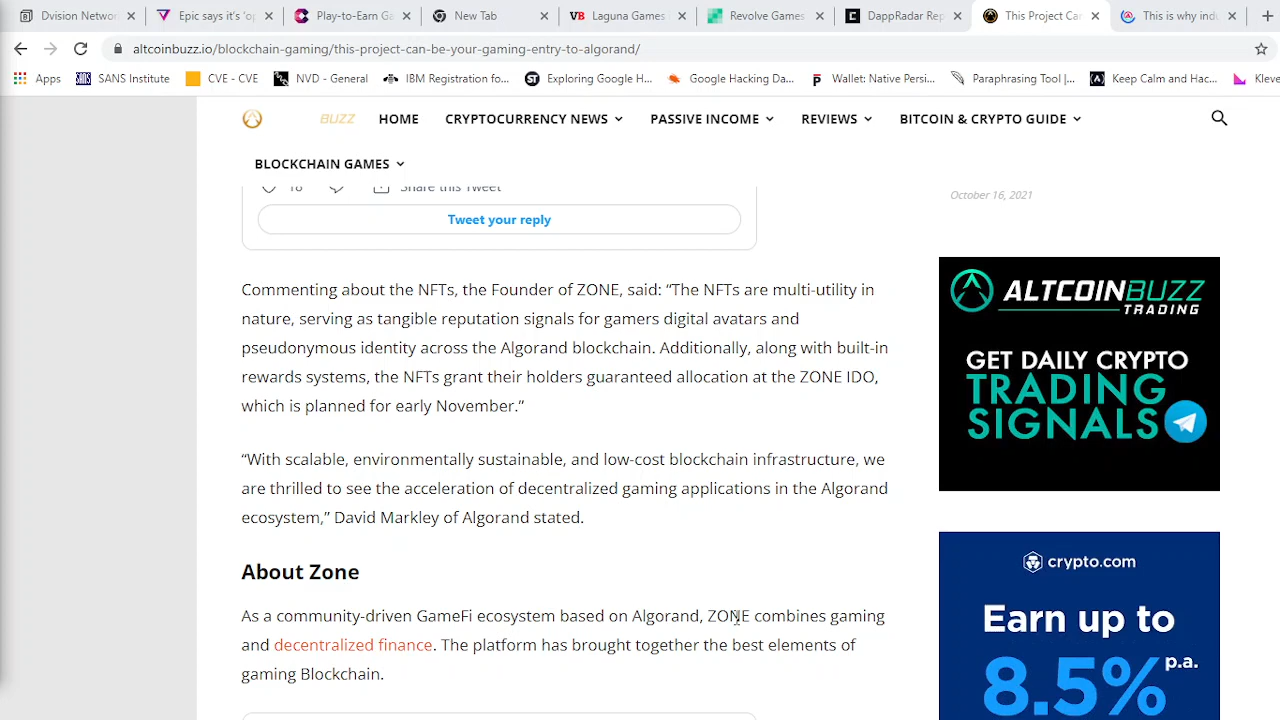 Dvision Networ
Epic says it's 'op
Play-to-Earn Ga
New Tab
Laguna Games
Revolve Games
DappRadar Rep
This Project Can
This is why indu
altcoinbuzz.io/blockchain-gaming/this-project-can-be-your-gaming-entry-to-algorand/
Apps
SANS Institute
CVE - CVE
NVD - General
IBM Registration fo...
Exploring Google H...
Google Hacking Da...
Wallet: Native Persi...
Paraphrasing Tool |...
Keep Calm and Hac...
Kleve
BUZZ
HOME
CRYPTOCURRENCY NEWS
PASSIVE INCOME
REVIEWS
BITCOIN & CRYPTO GUIDE
BLOCKCHAIN GAMES
18
Share this Tweet
Tweet your reply
October 16, 2021
Commenting about the NFTs, the Founder of ZONE, said: “The NFTs are multi-utility in
nature, serving as tangible reputation signals for gamers digital avatars and
pseudonymous identity across the Algorand blockchain. Additionally, along with built-in
rewards systems, the NFTs grant their holders guaranteed allocation at the ZONE IDO,
which is planned for early November.”
“With scalable, environmentally sustainable, and low-cost blockchain infrastructure, we
are thrilled to see the acceleration of decentralized gaming applications in the Algorand
ecosystem,” David Markley of Algorand stated.
About Zone
As a community-driven GameFi ecosystem based on Algorand, ZONE combines gaming
and decentralized finance. The platform has brought together the best elements of
gaming Blockchain.
ALTCOINBUZZ
TRADING
GET DAILY CRYPTO
TRADING
SIGNALS
crypto.com
Earn up to
8.5% p.a.